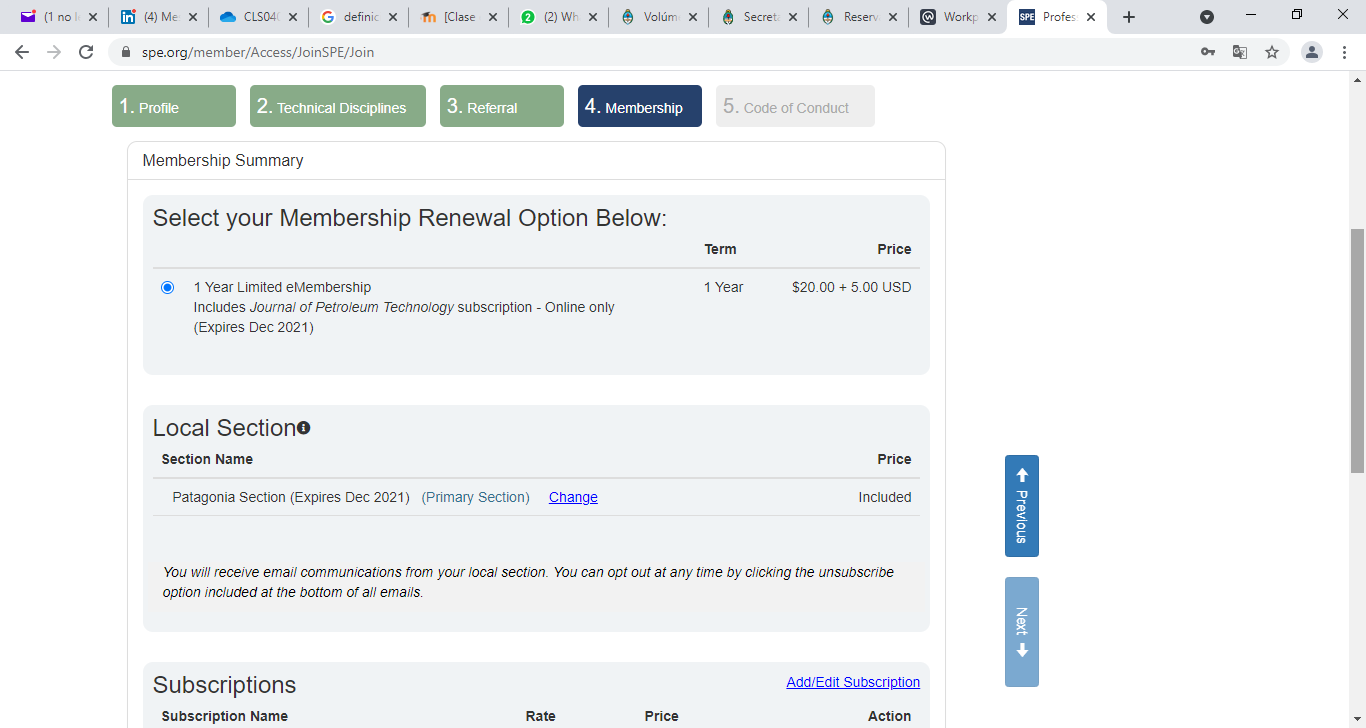 (1 no l
(4) Me
CLS04
definic
[Clase
(2) Wh
Volúm
Secreta
Reserv
Workp
SPE Profes
spe.org/member/Access/JoinSPE/Join
1. Profile
2. Technical Disciplines
3. Referral
4. Membership
5. Code of Conduct
Membership Summary
Select your Membership Renewal Option Below:
Term Price
1 Year Limited eMembership 1 Year $20.00 + 5.00 USD
Includes Journal of Petroleum Technology subscription - Online only
(Expires Dec 2021)
Local Section
Section Name Price
Patagonia Section (Expires Dec 2021) (Primary Section) Change Included
You will receive email communications from your local section. You can opt out at any time by clicking the unsubscribe
option included at the bottom of all emails.
Previous
Next
Subscriptions Add/Edit Subscription
Subscription Name Rate Price Action